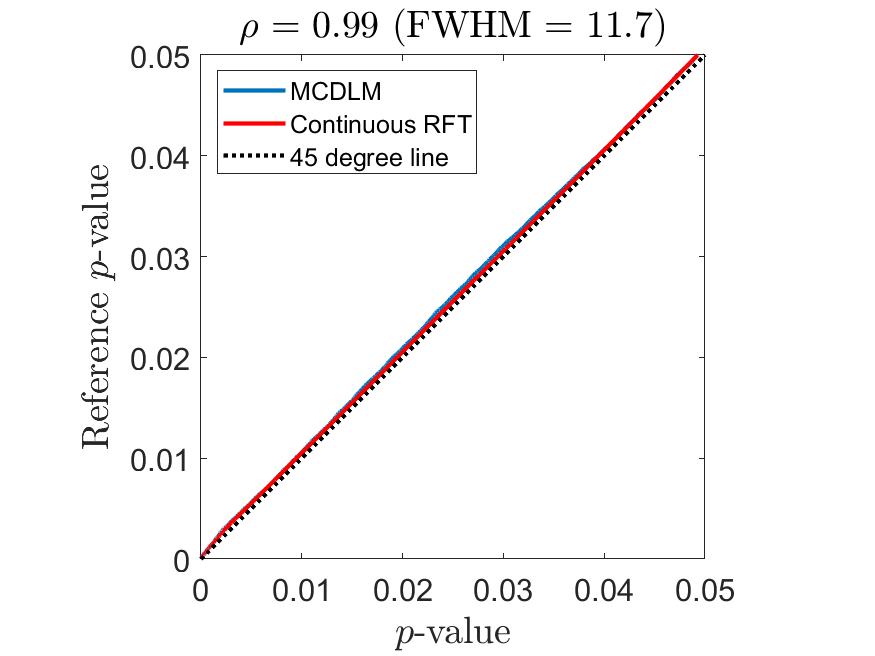 ρ = 0.99 (FWHM = 11.7)
MCDLM
Continuous RFT
45 degree line
Reference p-value
0.05
0.04
0.03
0.02
0.01
0
0 0.01 0.02 0.03 0.04 0.05
p-value